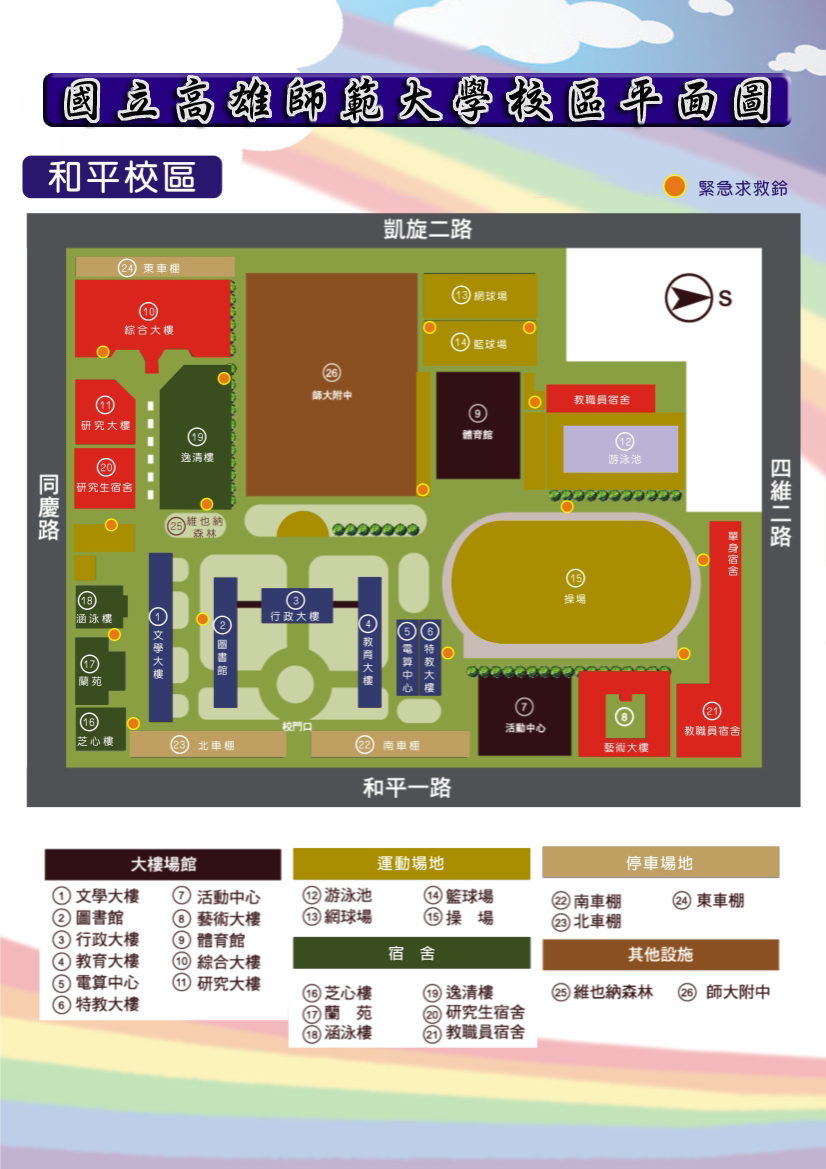 國立高雄師範大學校區平面圖
和平校區
緊急求救鈴
凱旋二路
24 東車棚
10
綜合大樓
13 網球場
14 籃球場
S
26
師大附中
11
研究大樓
19
逸清樓
9
體育館
教職員宿舍
12
游泳池
20
研究生宿舍
同慶路
四維二路
25 維也納
森林
單身宿舍
15
操場
18
涵泳樓
1
文學大樓
2
圖書館
3
行政大樓
4
教育大樓
5
電算中心
6
特教大樓
17
蘭苑
16
芝心樓
7
活動中心
8
藝術大樓
21
教職員宿舍
校門口
23 北車棚
22 南車棚
和平一路
大樓場館
1 文學大樓
2 圖書館
3 行政大樓
4 教育大樓
5 電算中心
6 特教大樓
7 活動中心
8 藝術大樓
9 體育館
10 綜合大樓
11 研究大樓
運動場地
12 游泳池
13 網球場
14 籃球場
15 操 場
宿 舍
16 芝心樓
17 蘭 苑
18 涵泳樓
19 逸清樓
20 研究生宿舍
21 教職員宿舍
停車場地
22 南車棚
23 北車棚
24 東車棚
其他設施
25 維也納森林
26 師大附中